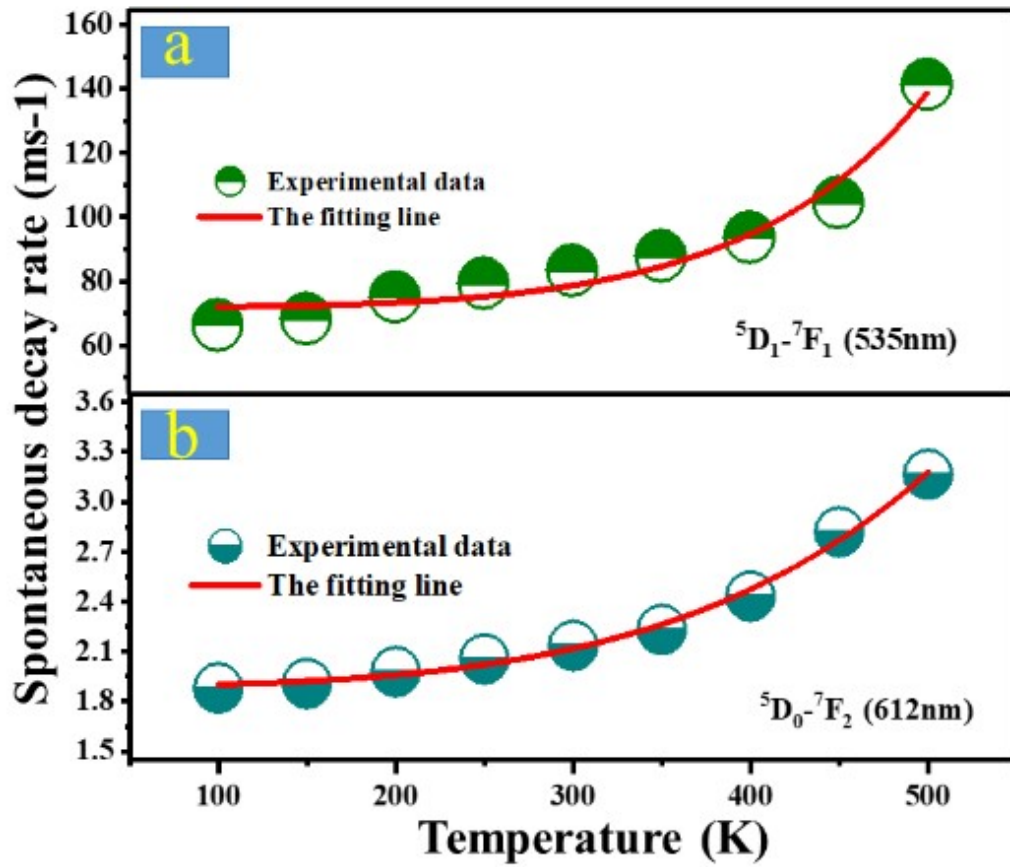 Spontaneous decay rate (ms-1)
160
140
120
100
80
60
a
Experimental data
The fitting line
⁵D₁-⁷F₁ (535nm)
3.6
3.3
3.0
2.7
2.4
2.1
1.8
1.5
b
Experimental data
The fitting line
⁵D₀-⁷F₂ (612nm)
100 200 300 400 500
Temperature (K)